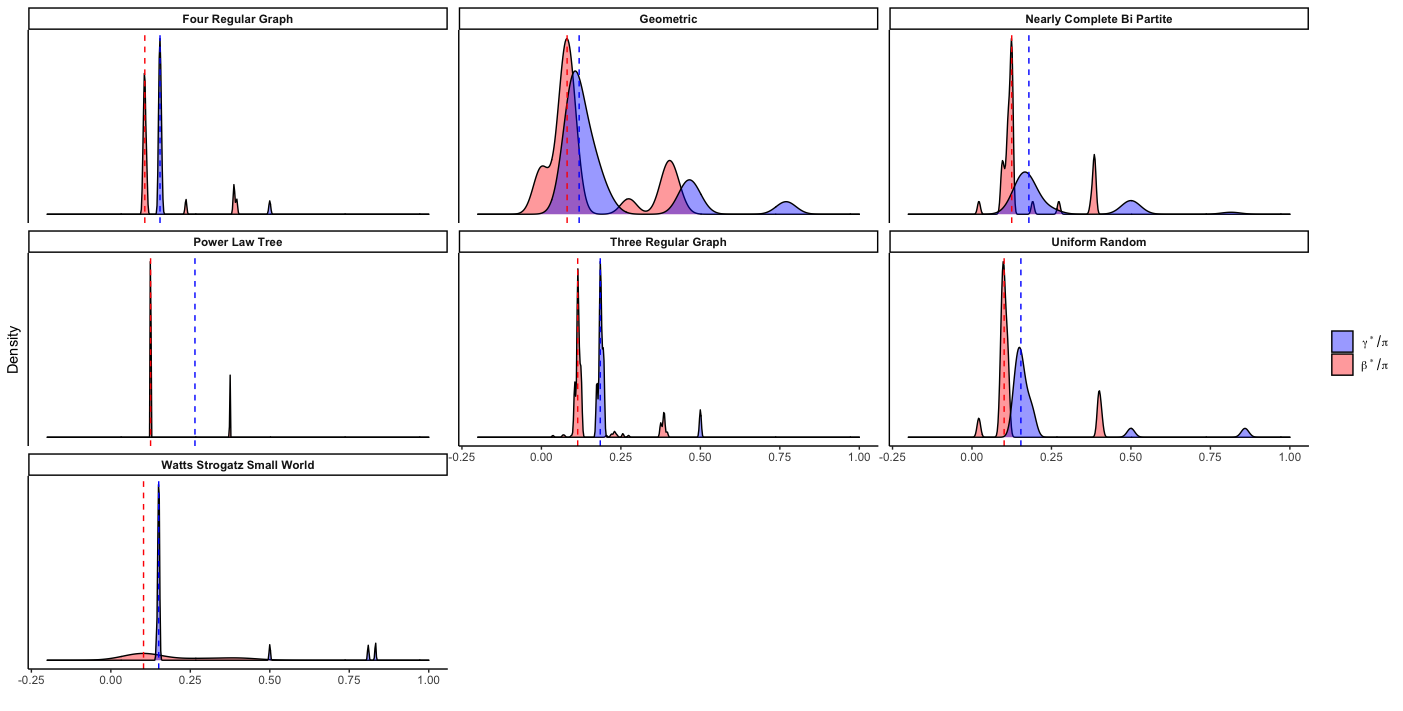 Four Regular Graph
Geometric
Nearly Complete Bi Partite
Power Law Tree
Three Regular Graph
Uniform Random
Density
γ*/π
β*/π
-0.25 0.00 0.25 0.50 0.75 1.00
-0.25 0.00 0.25 0.50 0.75 1.00
Watts Strogatz Small World
-0.25 0.00 0.25 0.50 0.75 1.00